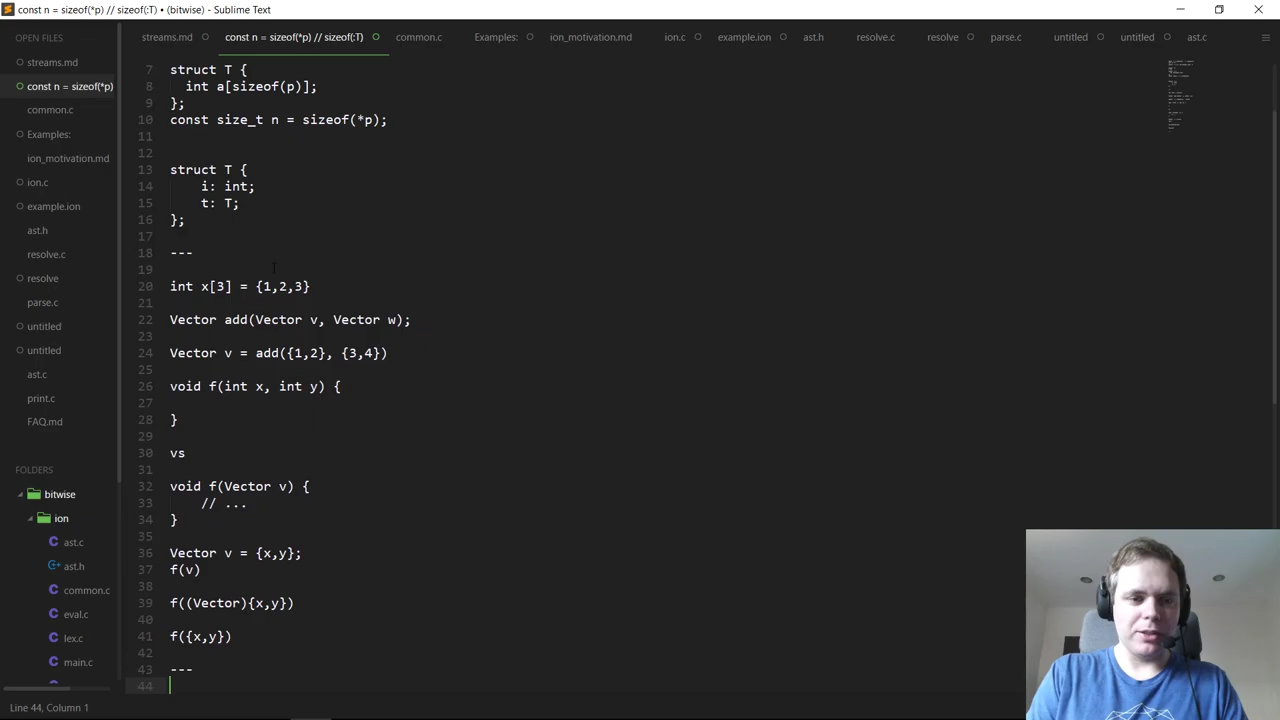 const n = sizeof(*p) // sizeof(:T) • (bitwise) - Sublime Text
OPEN FILES
streams.md
const n = sizeof(*p)
common.c
Examples:
ion_motivation.md
ion.c
example.ion
ast.h
resolve.c
resolve
parse.c
untitled
untitled
ast.c
print.c
FAQ.md
FOLDERS
bitwise
ion
ast.c
ast.h
common.c
eval.c
lex.c
main.c
streams.md
const n = sizeof(*p) // sizeof(:T)
common.c
Examples:
ion_motivation.md
ion.c
example.ion
ast.h
resolve.c
resolve
parse.c
untitled
untitled
ast.c
7 struct T {
8   int a[sizeof(p)];
9 };
10 const size_t n = sizeof(*p);
11
12
13 struct T {
14     i: int;
15     t: T;
16 };
17
18 ---
19
20 int x[3] = {1,2,3}
21
22 Vector add(Vector v, Vector w);
23
24 Vector v = add({1,2}, {3,4})
25
26 void f(int x, int y) {
27
28 }
29
30 vs
31
32 void f(Vector v) {
33     // ...
34 }
35
36 Vector v = {x,y};
37 f(v)
38
39 f((Vector){x,y})
40
41 f({x,y})
42
43 ---
44
Line 44, Column 1